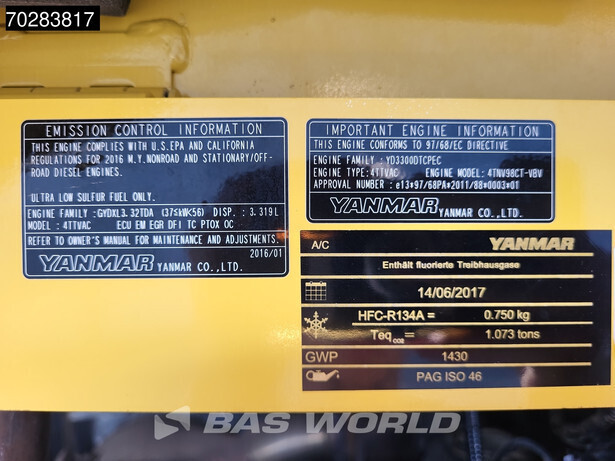 70283817
EMISSION CONTROL INFORMATION
THIS ENGINE COMPLIES WITH U.S.EPA AND CALIFORNIA
REGULATIONS FOR 2016 M.Y.NONROAD AND STATIONARY/OFF-
ROAD DIESEL ENGINES.
ULTRA LOW SULFUR FUEL ONLY.
ENGINE FAMILY : GYDXL3.32TDA (37≤kW<56) DISP. : 3.319L
MODEL : 4TTVAC ECU EM EGR DFI TC PTOX OC
REFER TO OWNER'S MANUAL FOR MAINTENANCE AND ADJUSTMENTS.
2016/01
YANMAR YANMAR CO.,LTD.
IMPORTANT ENGINE INFORMATION
THIS ENGINE CONFORMS TO 97/68/EC DIRECTIVE
ENGINE FAMILY : YD3300DTCPEC
ENGINE TYPE:4TTVAC ENGINE MODEL: 4TNV98CT-VBV
APPROVAL NUMBER : e13*97/68PA*2011/88*0003*01
YANMAR YANMAR CO.,LTD.
A/C YANMAR
Enthält fluorierte Treibhausgase
14/06/2017
HFC-R134A = 0.750 kg
Teq CO2 = 1.073 tons
GWP 1430
PAG ISO 46
BAS WORLD